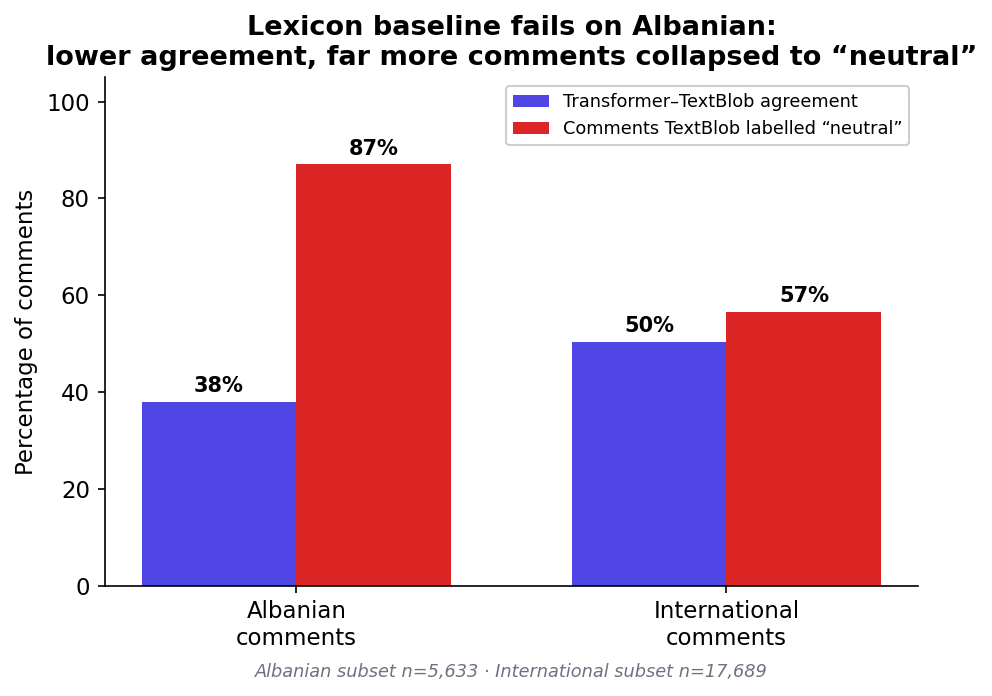 Lexicon baseline fails on Albanian:
lower agreement, far more comments collapsed to “neutral”
Transformer–TextBlob agreement
Comments TextBlob labelled “neutral”
Percentage of comments
100
80
60
40
20
0
38%
87%
50%
57%
Albanian
comments
International
comments
Albanian subset n=5,633 · International subset n=17,689